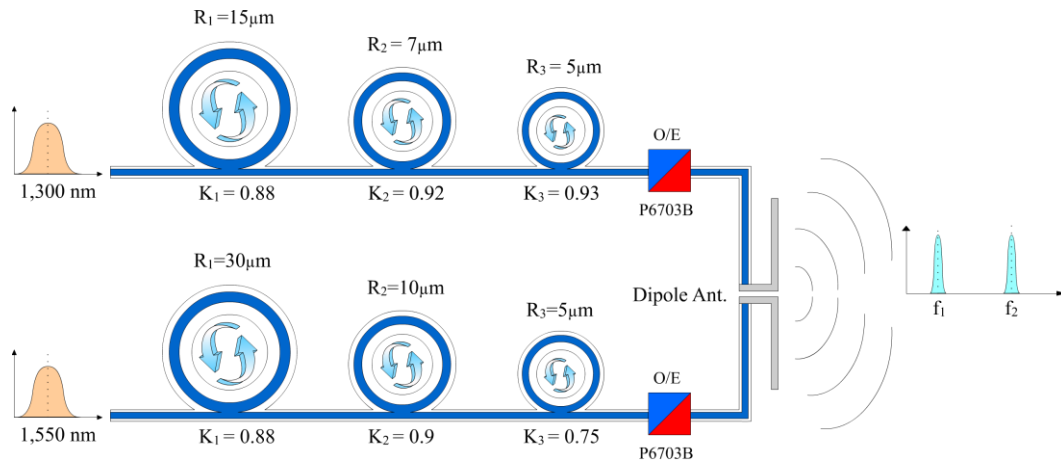 R₁ = 15µm
R₂ = 7µm
R₃ = 5µm
O/E
1,300 nm
K₁ = 0.88
K₂ = 0.92
K₃ = 0.93
P6703B
R₁=30µm
R₂=10µm
R₃=5µm
Dipole Ant.
f₁
f₂
O/E
1,550 nm
K₁ = 0.88
K₂ = 0.9
K₃ = 0.75
P6703B